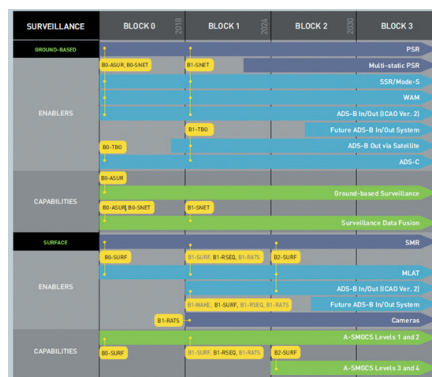 SURVEILLANCE BLOCK 0 2018 BLOCK 1 2024 BLOCK 2 2030 BLOCK 3
GROUND-BASED PSR
B0-ASUR, B0-SNET B1-SNET Multi-static PSR
SSR/Mode-S
ENABLERS WAM
ADS-B In/Out (ICAO Ver. 2)
B1-TBO Future ADS-B In/Out System
B0-TBO ADS-B Out via Satellite
ADS-C
B0-ASUR
CAPABILITIES Ground-based Surveillance
B0-ASUR, B0-SNET B1-SNET
Surveillance Data Fusion
SURFACE SMR
B0-SURF B1-SURF, B1-RSEQ, B1-RATS B2-SURF
MLAT
ENABLERS ADS-B In/Out (ICAO Ver. 2)
B1-WAKE, B1-SURF, B1-RSEQ, B1-RATS Future ADS-B In/Out System
B1-RATS Cameras
A-SMGCS Levels 1 and 2
CAPABILITIES B0-SURF B1-SURF, B1-RSEQ, B1-RATS B2-SURF
A-SMGCS Levels 3 and 4